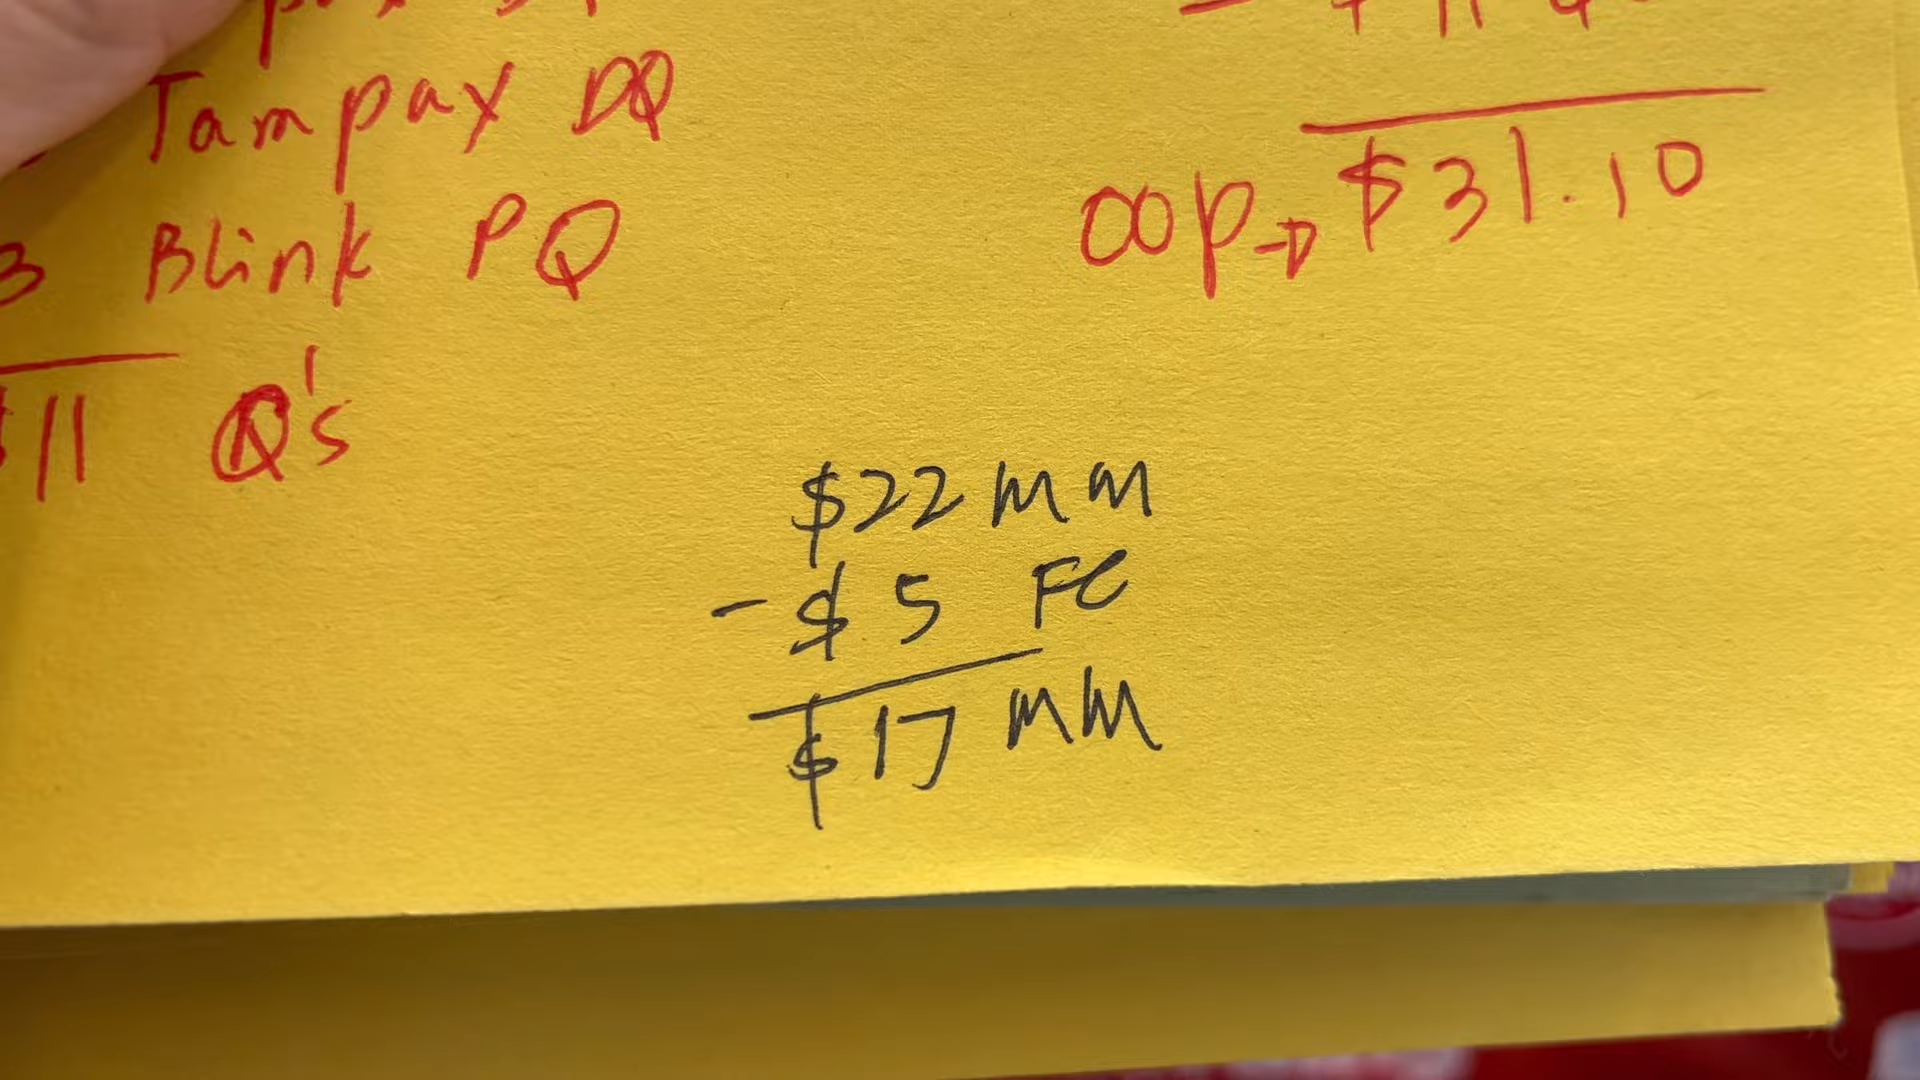 Tampax DQ
3 Blink PQ
$11 Q's
OOP→ $31.10
$22 MM
- $5 FC
$17 MM